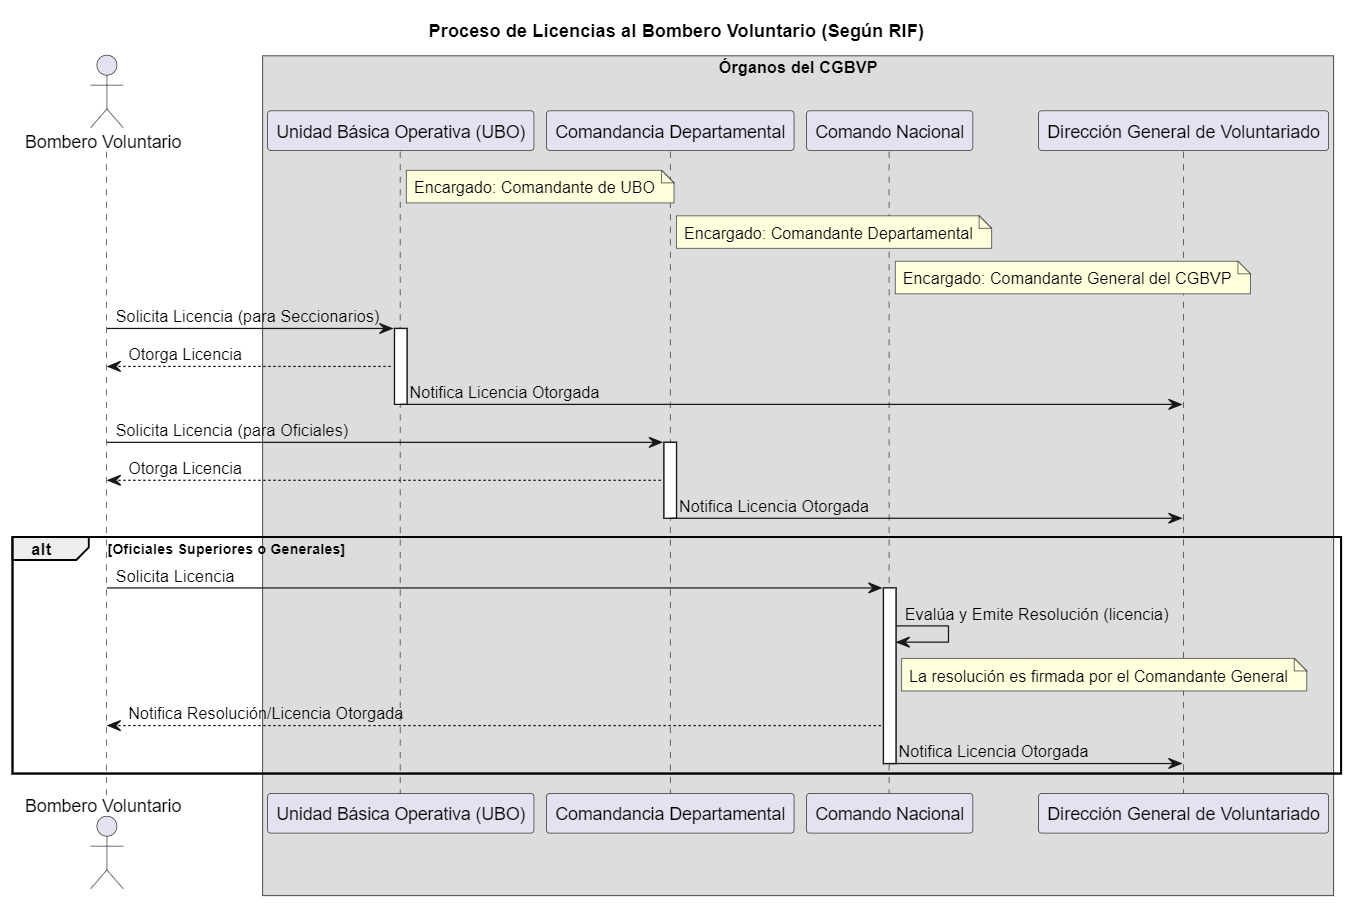 Proceso de Licencias al Bombero Voluntario (Según RIF)
Órganos del CGBVP
Bombero Voluntario
Unidad Básica Operativa (UBO)
Comandancia Departamental
Comando Nacional
Dirección General de Voluntariado
Encargado: Comandante de UBO
Encargado: Comandante Departamental
Encargado: Comandante General del CGBVP
Solicita Licencia (para Seccionarios)
Otorga Licencia
Notifica Licencia Otorgada
Solicita Licencia (para Oficiales)
Otorga Licencia
Notifica Licencia Otorgada
alt
[Oficiales Superiores o Generales]
Solicita Licencia
Evalúa y Emite Resolución (licencia)
La resolución es firmada por el Comandante General
Notifica Resolución/Licencia Otorgada
Notifica Licencia Otorgada
Bombero Voluntario
Unidad Básica Operativa (UBO)
Comandancia Departamental
Comando Nacional
Dirección General de Voluntariado